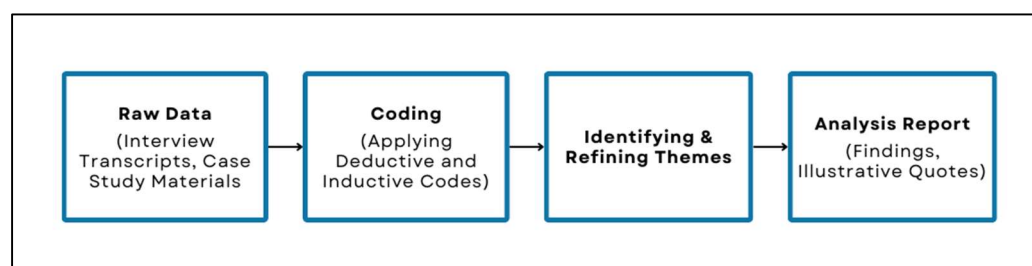 Raw Data
(Interview
Transcripts, Case
Study Materials
Coding
(Applying
Deductive and
Inductive Codes)
Identifying &
Refining Themes
Analysis Report
(Findings,
Illustrative Quotes)